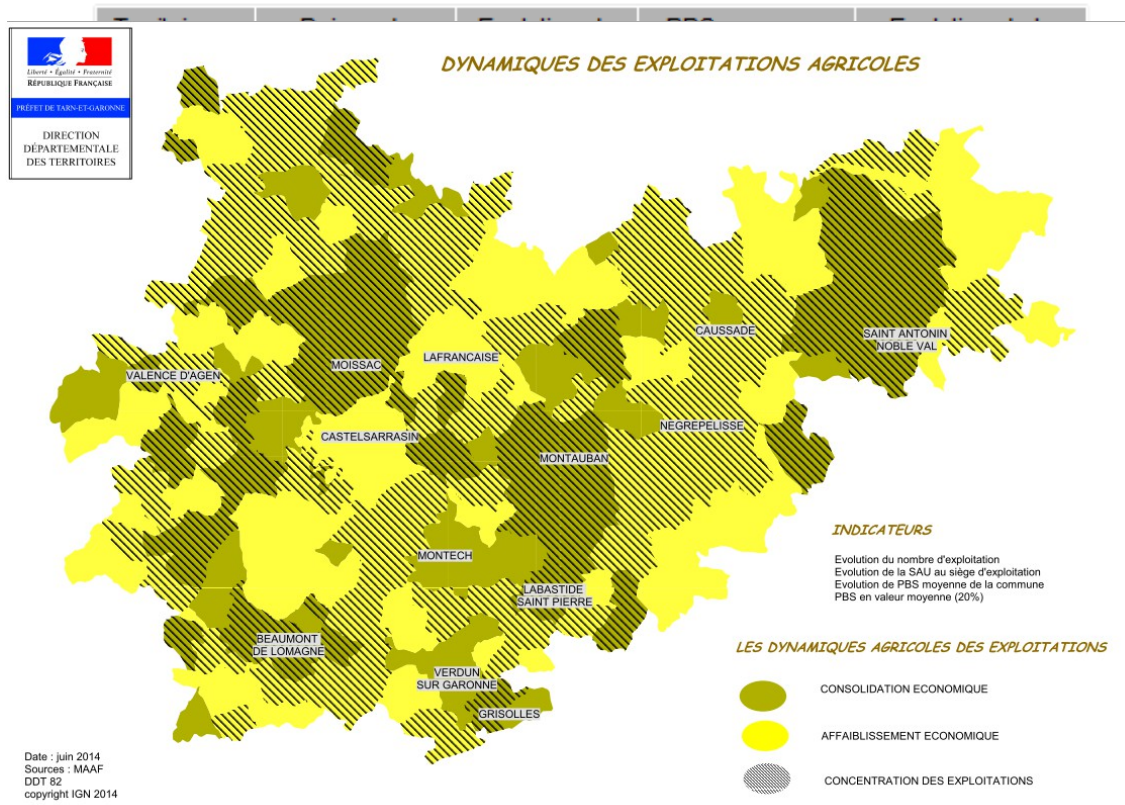 DYNAMIQUES DES EXPLOITATIONS AGRICOLES
Liberté • Égalité • Fraternité
RÉPUBLIQUE FRANÇAISE
PRÉFET DE TARN-ET-GARONNE
DIRECTION
DÉPARTEMENTALE
DES TERRITOIRES
CAUSSADE
SAINT ANTONIN
NOBLE VAL
LAFRANCAISE
MOISSAC
VALENCE D'AGEN
NEGREPELISSE
CASTELSARRASIN
MONTAUBAN
MONTECH
LABASTIDE
SAINT PIERRE
BEAUMONT
DE LOMAGNE
VERDUN
SUR GARONNE
GRISOLLES
INDICATEURS
Evolution du nombre d'exploitation
Evolution de la SAU au siège d'exploitation
Evolution de PBS moyenne de la commune
PBS en valeur moyenne (20%)
LES DYNAMIQUES AGRICOLES DES EXPLOITATIONS
CONSOLIDATION ECONOMIQUE
AFFAIBLISSEMENT ECONOMIQUE
CONCENTRATION DES EXPLOITATIONS
Date : juin 2014
Sources : MAAF
DDT 82
copyright IGN 2014